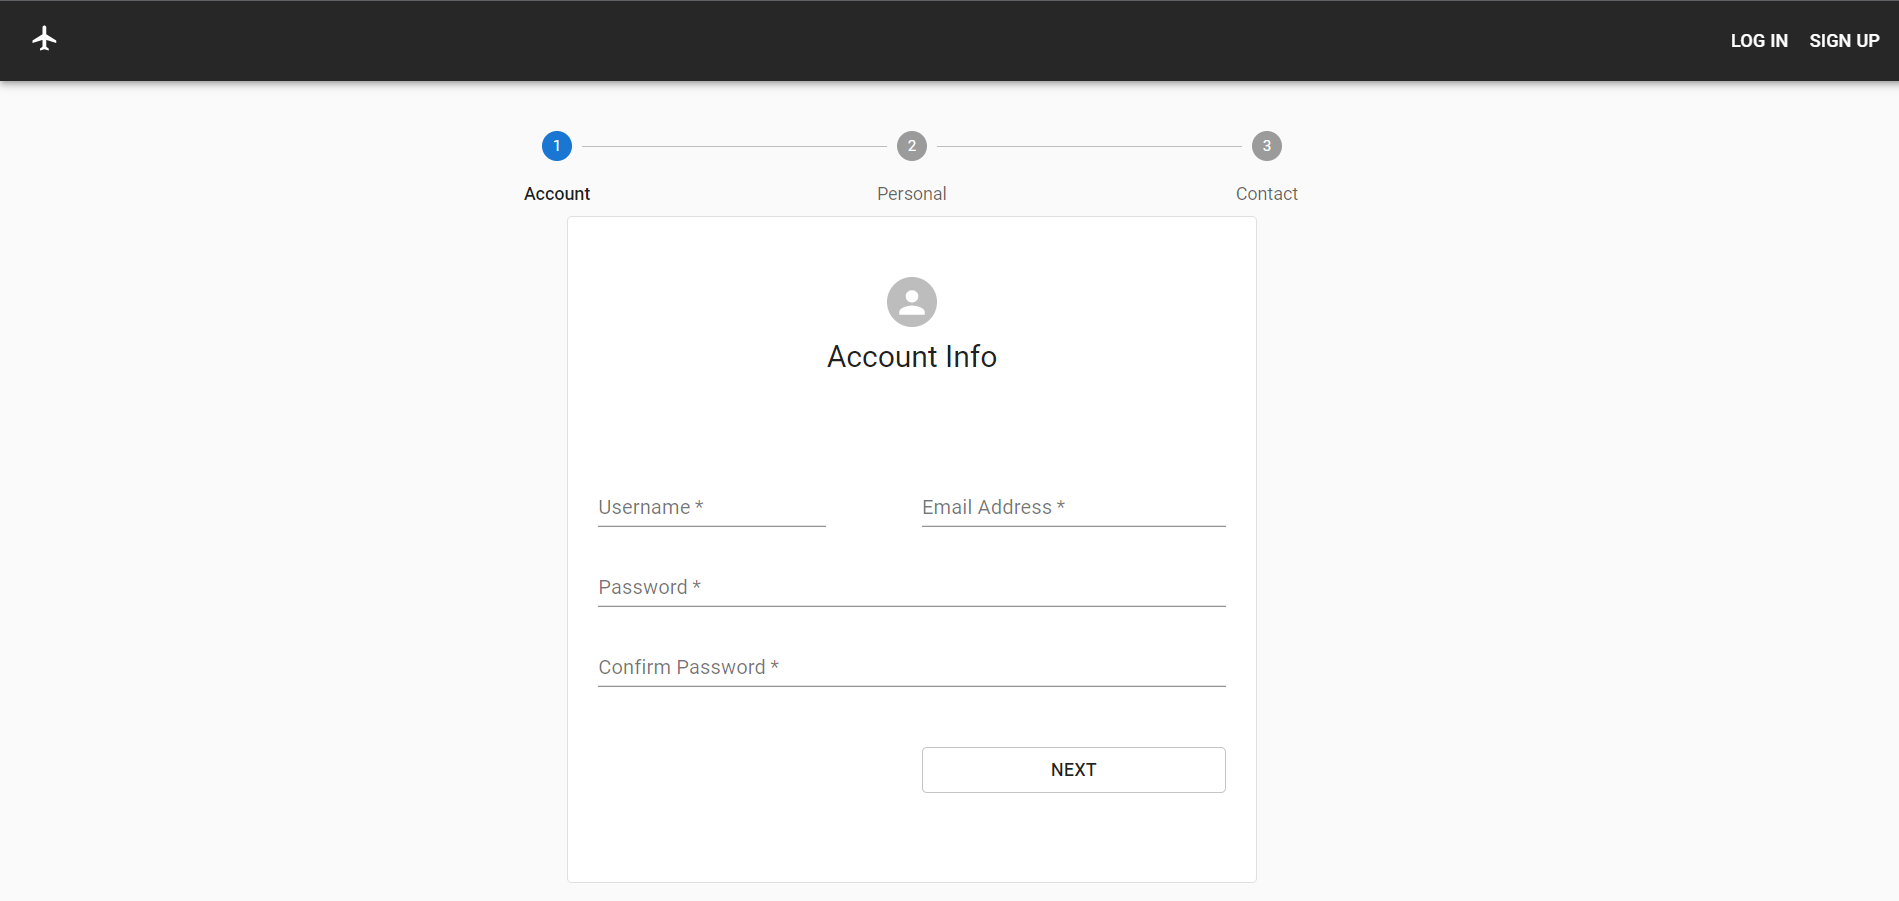 LOG IN SIGN UP
1 2 3
Account Personal Contact
Account Info
Username * Email Address *
Password *
Confirm Password *
NEXT